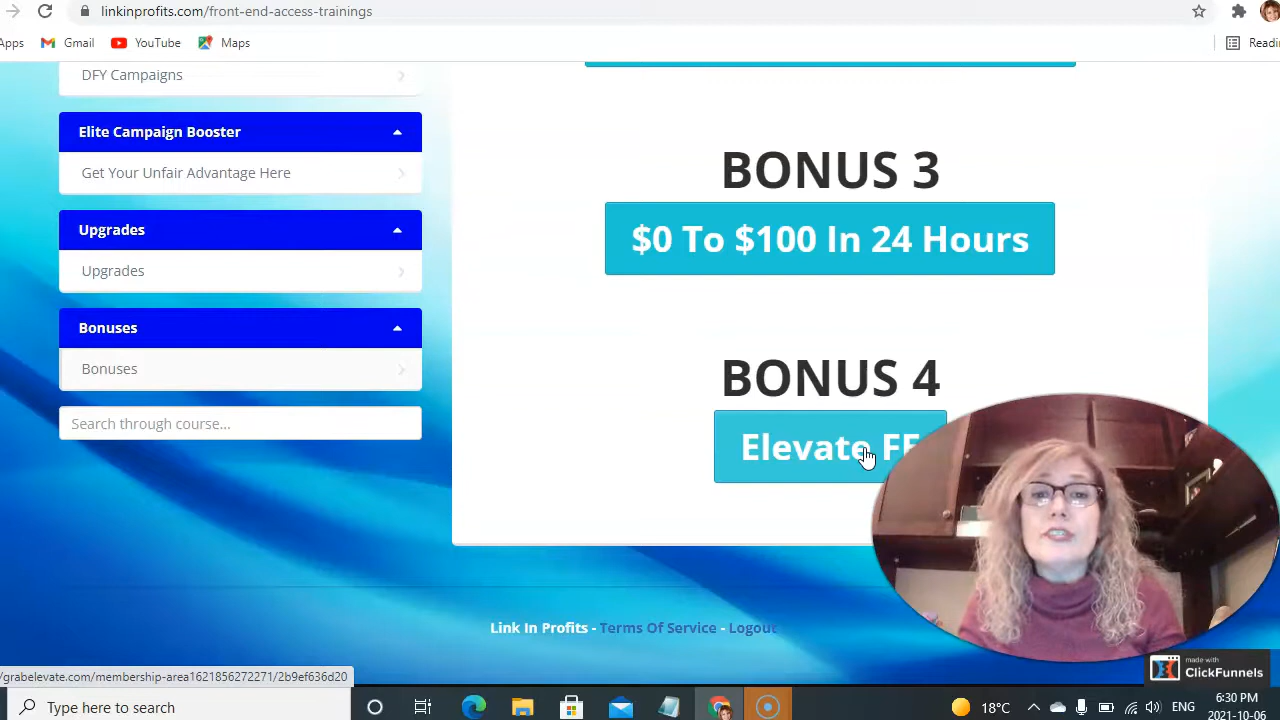 linkinprofits.com/front-end-access-trainings
Apps
Gmail
YouTube
Maps
DFY Campaigns
Elite Campaign Booster
Get Your Unfair Advantage Here
Upgrades
Upgrades
Bonuses
Bonuses
Search through course...
BONUS 3
$0 To $100 In 24 Hours
BONUS 4
Elevate
Link In Profits - Terms Of Service - Logout
made with
ClickFunnels
/grabelevate.com/membership-area1621856272271/2b9ef636d20
Type here to search
18°C
ENG
6:30 PM
2021-10-06